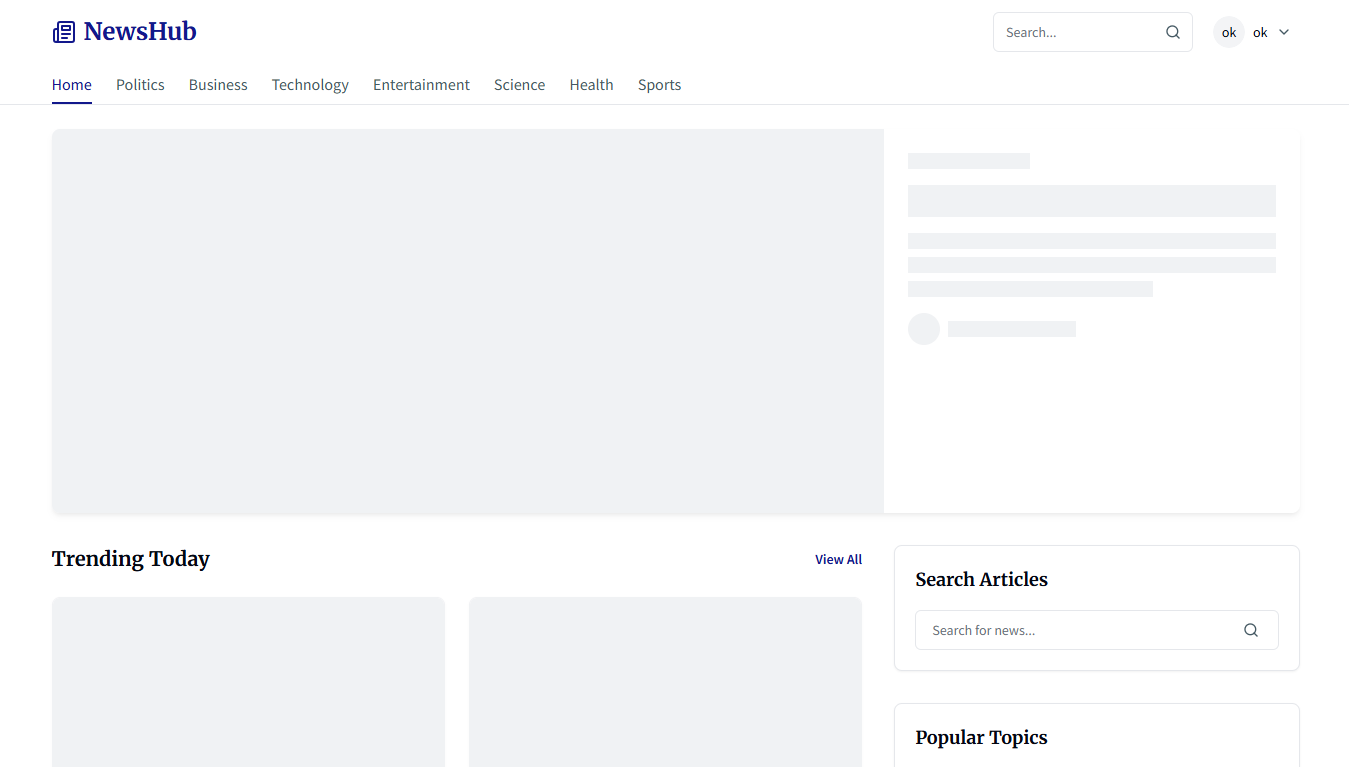 NewsHub
Search...
ok ok
Home Politics Business Technology Entertainment Science Health Sports
Trending Today
View All
Search Articles
Search for news...
Popular Topics